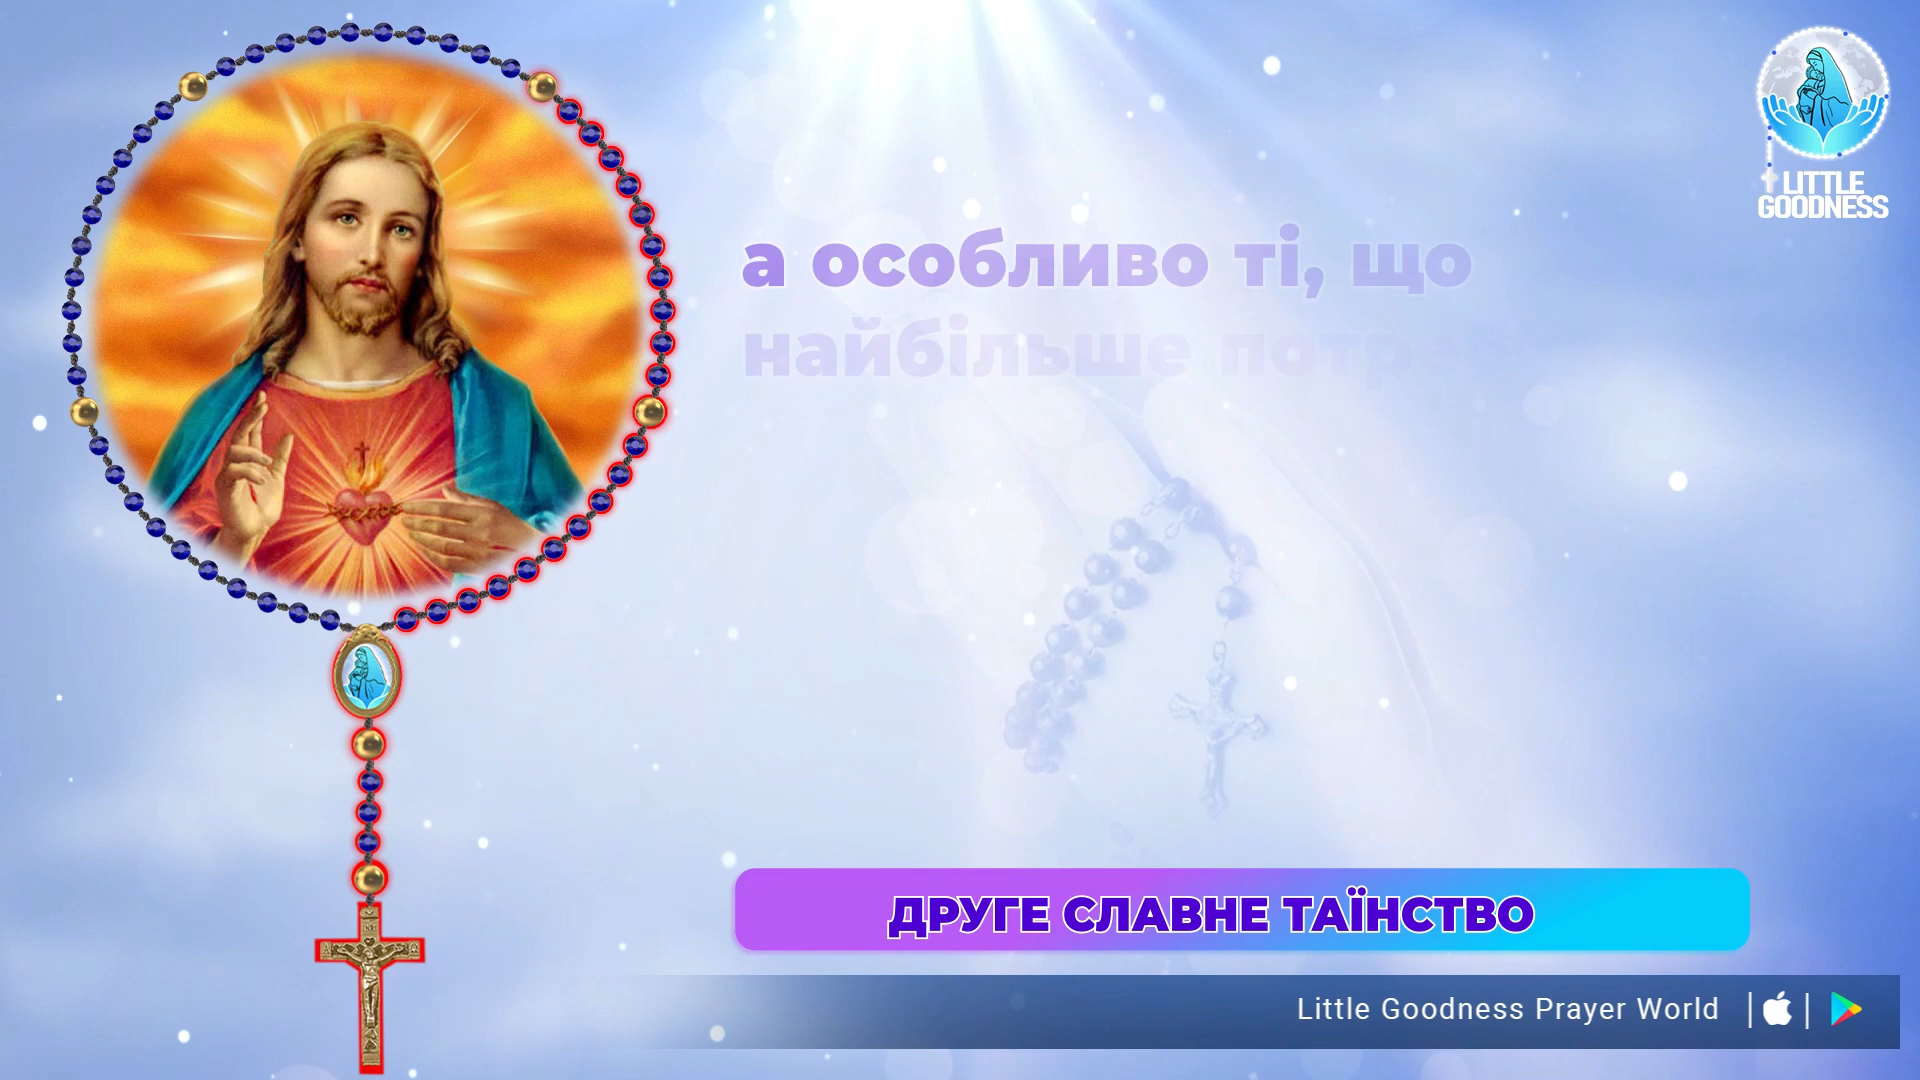 а особливо ті, що
найбільше
ДРУГЕ СЛАВНЕ ТАЇНСТВО
Little Goodness Prayer World
LITTLE
GOODNESS